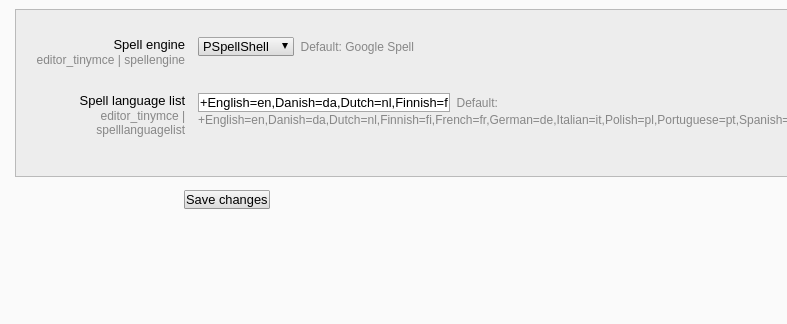 Spell engine PSpellShell Default: Google Spell
editor_tinymce | spellengine
Spell language list +English=en,Danish=da,Dutch=nl,Finnish=f Default:
editor_tinymce | +English=en,Danish=da,Dutch=nl,Finnish=fi,French=fr,German=de,Italian=it,Polish=pl,Portuguese=pt,Spanish=
spelllanguagelist
Save changes